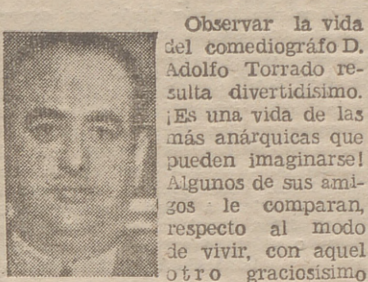 Observar la vida
del comediográfo D.
Adolfo Torrado re-
sulta divertidísimo.
¡Es una vida de las
más anárquicas que
pueden imaginarse!
Algunos de sus ami-
gos le comparan,
respecto al modo
de vivir, con aquel
otro graciosísimo